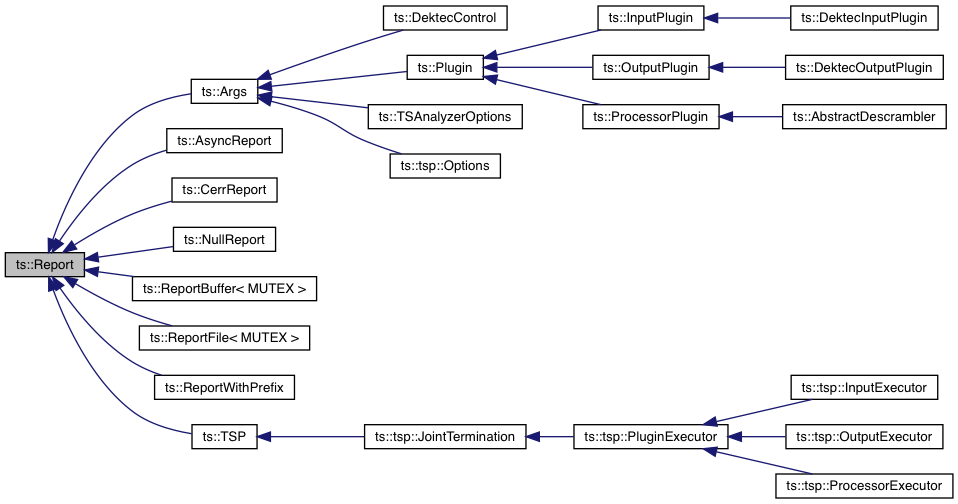 ts::Report
ts::Args
ts::AsyncReport
ts::CerrReport
ts::NullReport
ts::ReportBuffer< MUTEX >
ts::ReportFile< MUTEX >
ts::ReportWithPrefix
ts::TSP
ts::DektecControl
ts::Plugin
ts::TSAnalyzerOptions
ts::tsp::Options
ts::InputPlugin
ts::OutputPlugin
ts::ProcessorPlugin
ts::DektecInputPlugin
ts::DektecOutputPlugin
ts::AbstractDescrambler
ts::tsp::JointTermination
ts::tsp::PluginExecutor
ts::tsp::InputExecutor
ts::tsp::OutputExecutor
ts::tsp::ProcessorExecutor